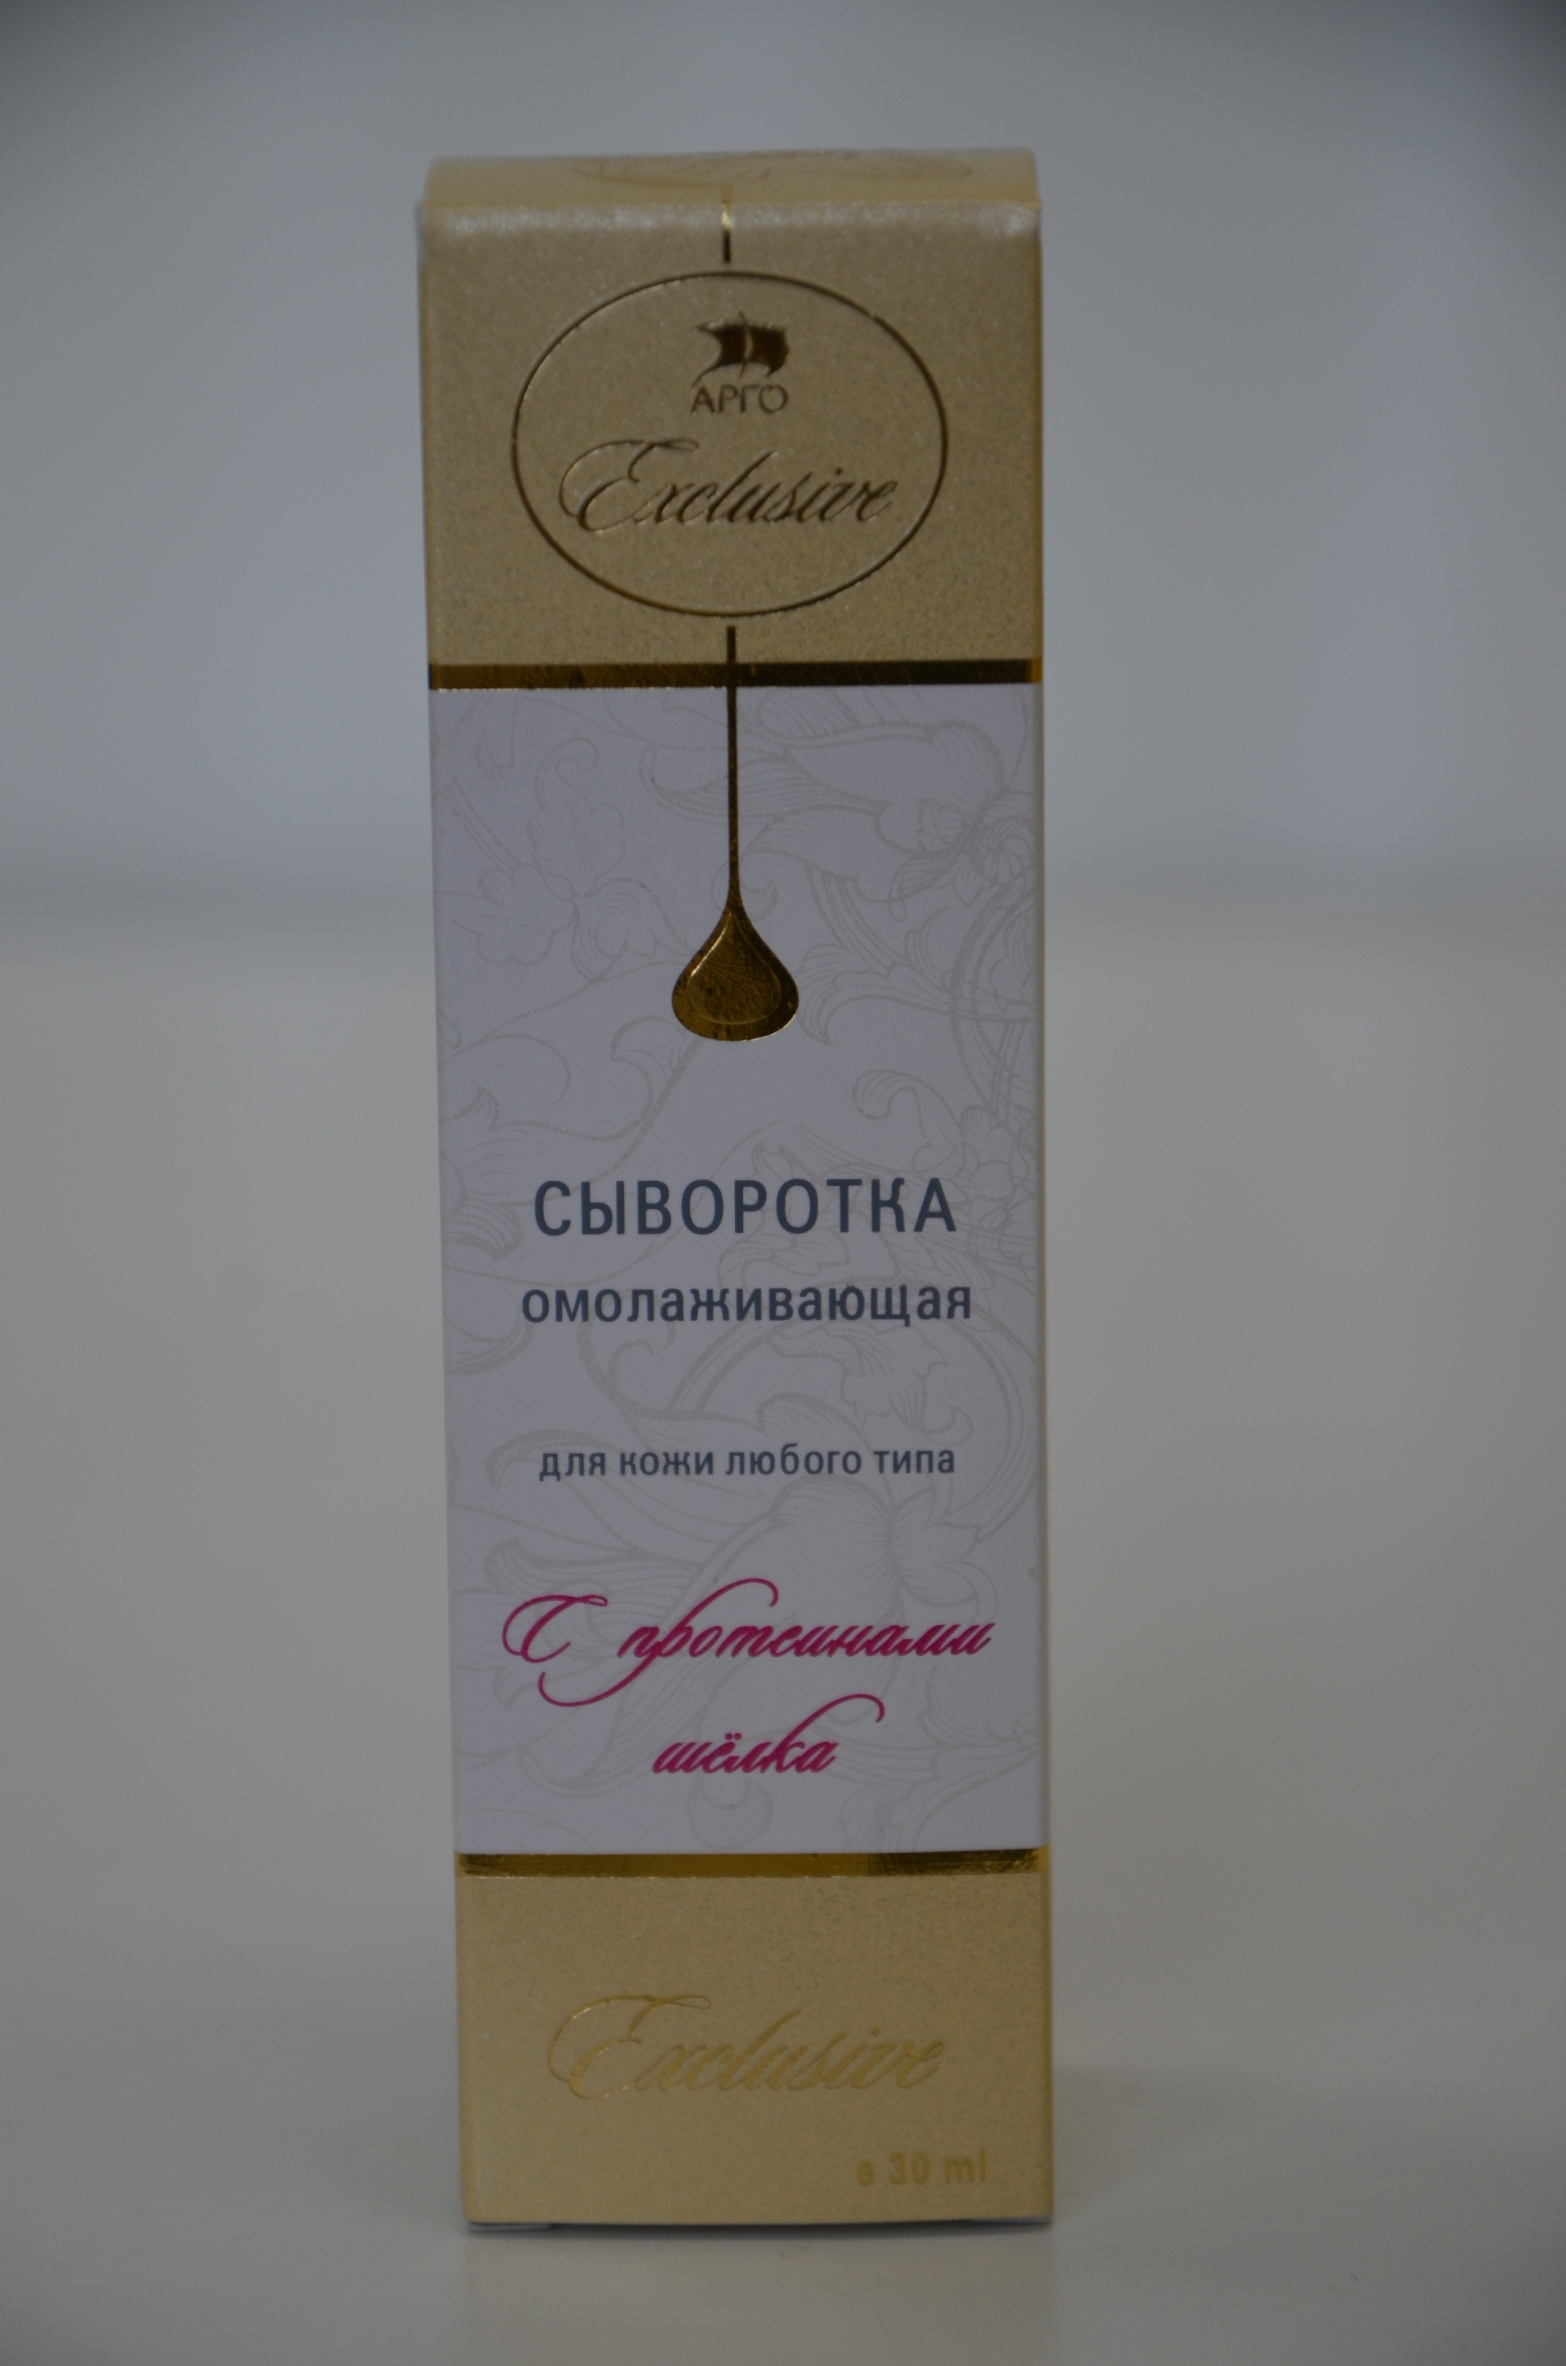 АРГО
Exclusive
СЫВОРОТКА
омолаживающая
для кожи любого типа
С протеинами
шёлка
Exclusive
e 30 ml